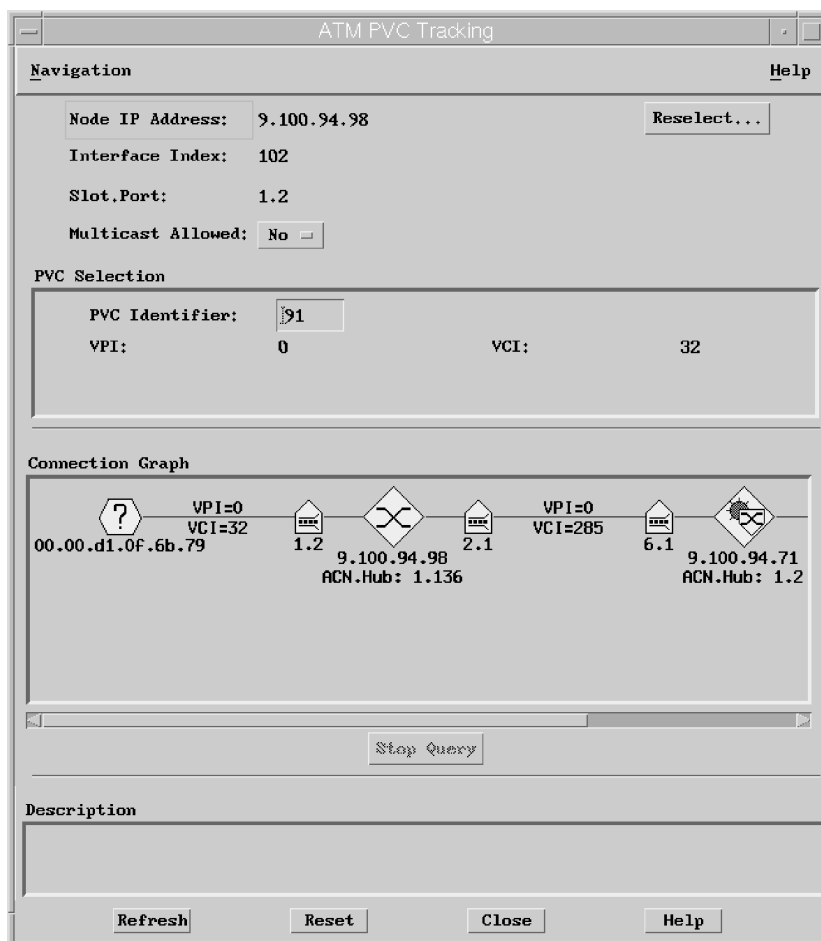 ATM PVC Tracking
Navigation Help
Node IP Address: 9.100.94.98 Reselect...
Interface Index: 102
Slot.Port: 1.2
Multicast Allowed: No
PVC Selection
PVC Identifier: 91
VPI: 0 VCI: 32
Connection Graph
? VPI=0 VPI=0
VCI=32 VCI=285
00.00.d1.0f.6b.79 1.2 2.1 6.1
9.100.94.98 9.100.94.71
ACN.Hub: 1.136 ACN.Hub: 1.2
Stop Query
Description
Refresh Reset Close Help